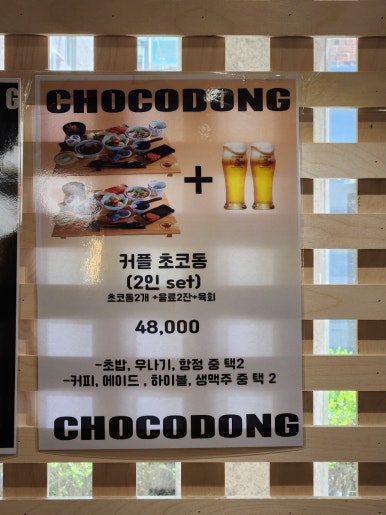 G
CHOCODONG
+
커플 초코동
(2인 set)
초코동2개 +음료2잔+육회
48,000
-초밥, 우나기, 항정 중 택2
-커피, 에이드 , 하이볼, 생맥주 중 택 2
CHOCODONG